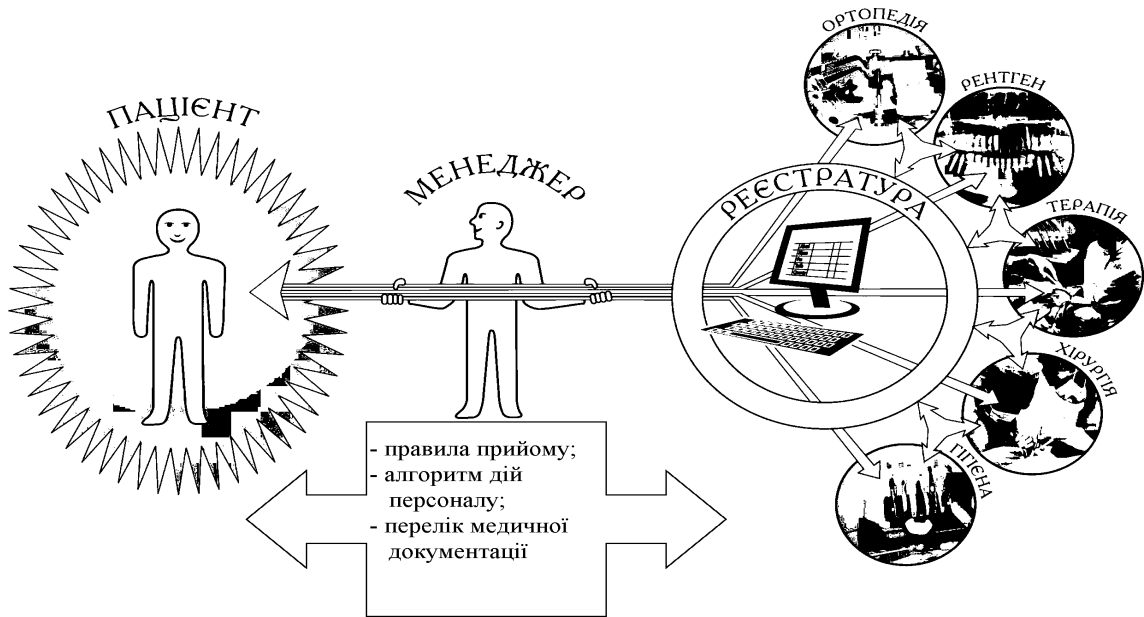 ПАЦІЄНТ
МЕНЕДЖЕР
РЕЄСТРАТУРА
ОРТОПЕДІЯ
РЕНТГЕН
ТЕРАПІЯ
ХІРУРГІЯ
ГІГІЄНА
- правила прийому;
- алгоритм дій
персоналу;
- перелік медичної
документації